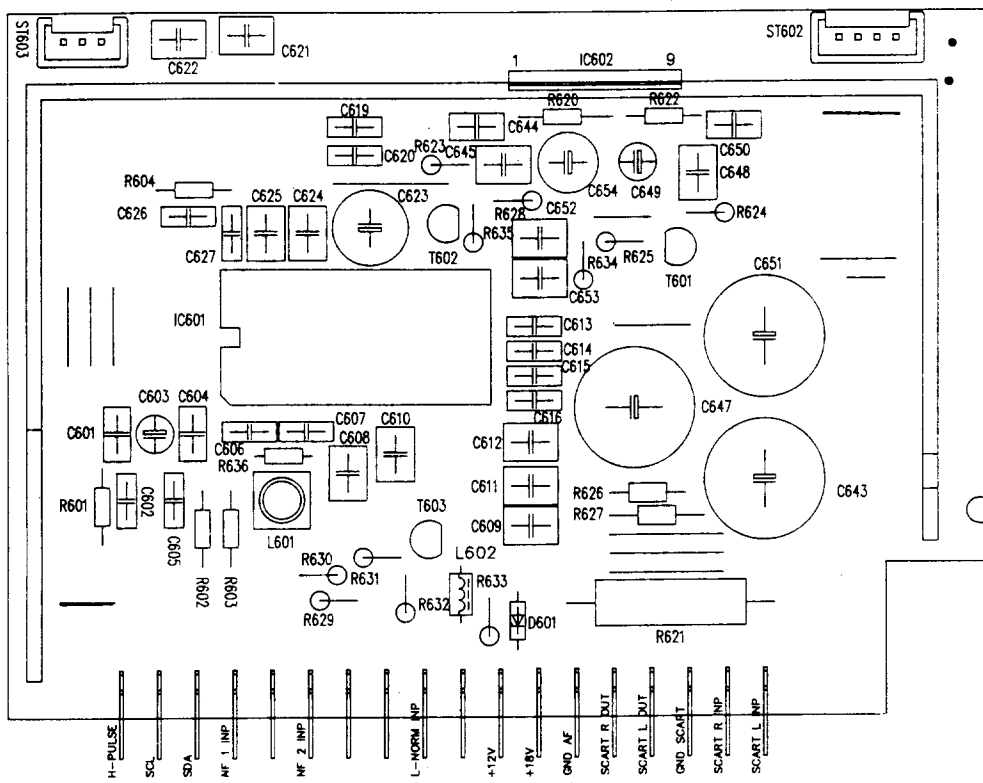 ST603
C622
C621
ST602
1
IC602
9
R620
R622
C619
C644
C650
R623
C645
C620
C654
C649
C648
R604
C625
C624
C623
R628
C652
R624
C626
R635
C627
T602
R634
R625
T601
C651
C653
IC601
C613
C614
C615
C616
C647
C603
C604
C601
C607
C610
C606
C608
C612
R636
C611
R626
C643
R601
C602
T603
R627
L601
C609
C605
L602
R630
R631
R633
R602
R603
R629
R632
D601
R621
H-PULSE
SCL
SDA
NF 1 INP
NF 2 INP
L-NORM INP
+12V
+18V
GND AF
SCART R OUT
SCART L OUT
GND SCART
SCART R INP
SCART L INP